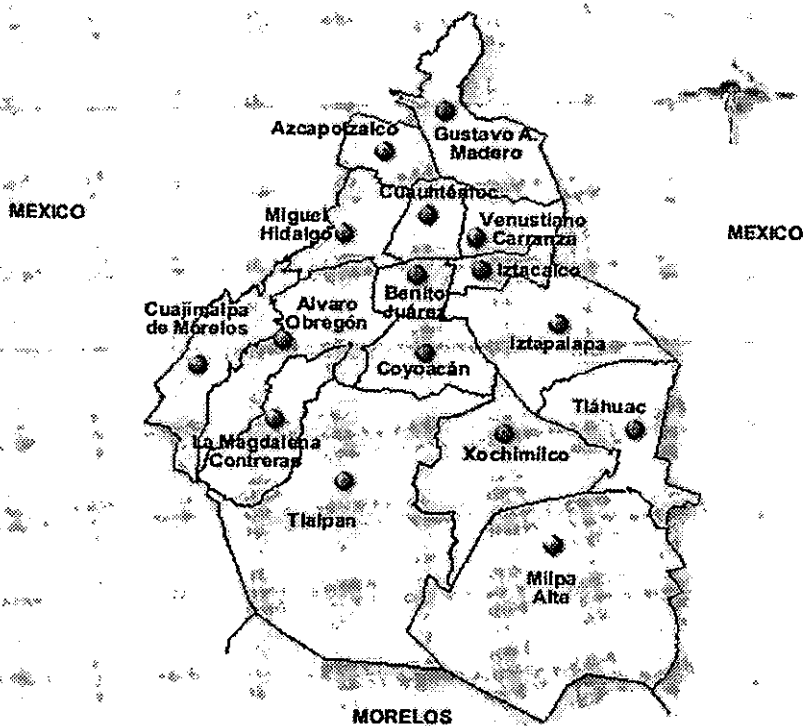 Azcapotzalco
Gustavo A.
Madero
Cuauhtémoc
MEXICO
Miguel
Hidalgo
Venustiano
Carranza
MEXICO
Iztacalco
Benito
Juárez
Cuajimalpa
de Morelos
Alvaro
Obregón
Iztapalapa
Coyoacán
Tláhuac
La Magdalena
Contreras
Xochimilco
Tlalpan
Milpa
Alta
MORELOS